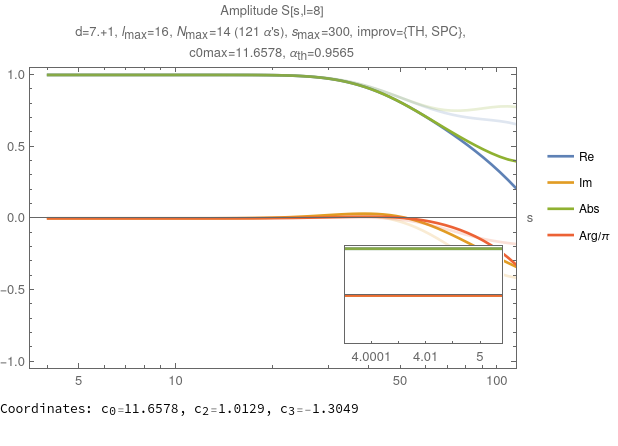 Amplitude S[s,l=8]
d=7.+1, lmax=16, Nmax=14 (121 α's), smax=300, improv={TH, SPC},
c0max=11.6578, αth=0.9565
1.0
0.5
0.0
−0.5
−1.0
s
Re
Im
Abs
Arg/π
4.0001 4.01 5
5 10 50 100
Coordinates: c0=11.6578, c2=1.0129, c3=−1.3049